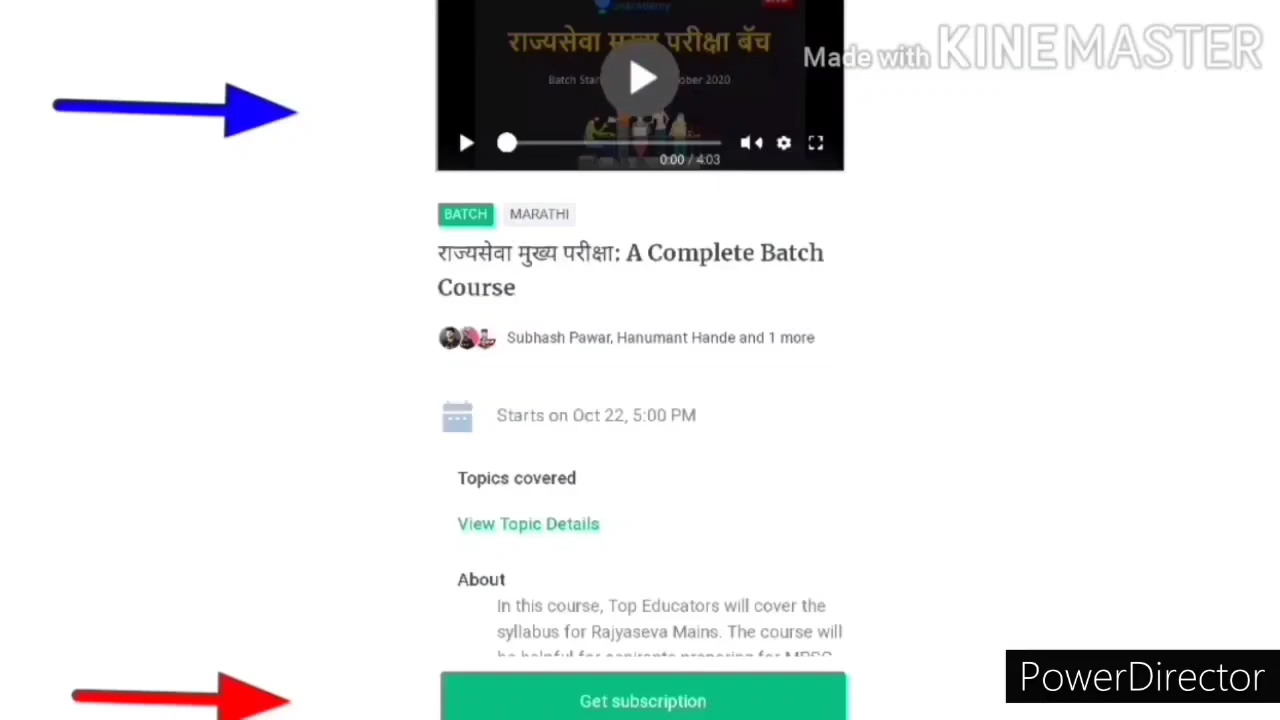 राज्यसेवा मुख्य परीक्षा बॅच
Made with KINEMASTER
Batch 2020
0:00 / 4:03
BATCH MARATHI
राज्यसेवा मुख्य परीक्षा: A Complete Batch
Course
Subhash Pawar, Hanumant Hande and 1 more
Starts on Oct 22, 5:00 PM
Topics covered
View Topic Details
About
In this course, Top Educators will cover the
syllabus for Rajyaseva Mains. The course will
Get subscription
PowerDirector